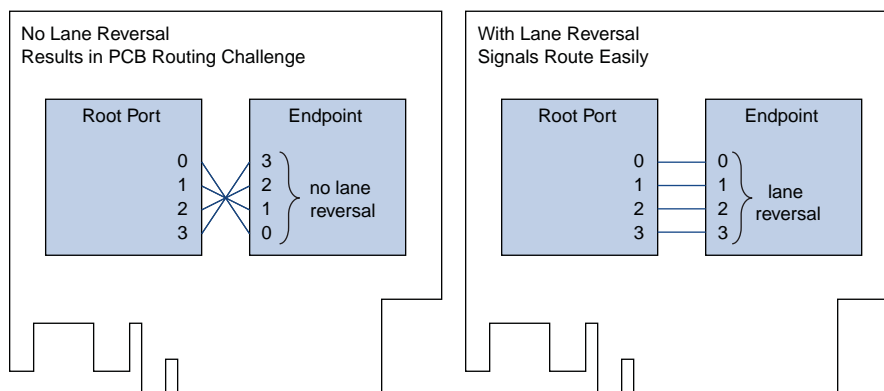 No Lane Reversal
Results in PCB Routing Challenge
Root Port
Endpoint
0
1
2
3
3
2
1
0
no lane
reversal
With Lane Reversal
Signals Route Easily
Root Port
Endpoint
0
1
2
3
0
1
2
3
lane
reversal